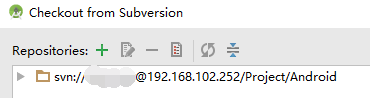 Checkout from Subversion
Repositories:
svn://@192.168.102.252/Project/Android